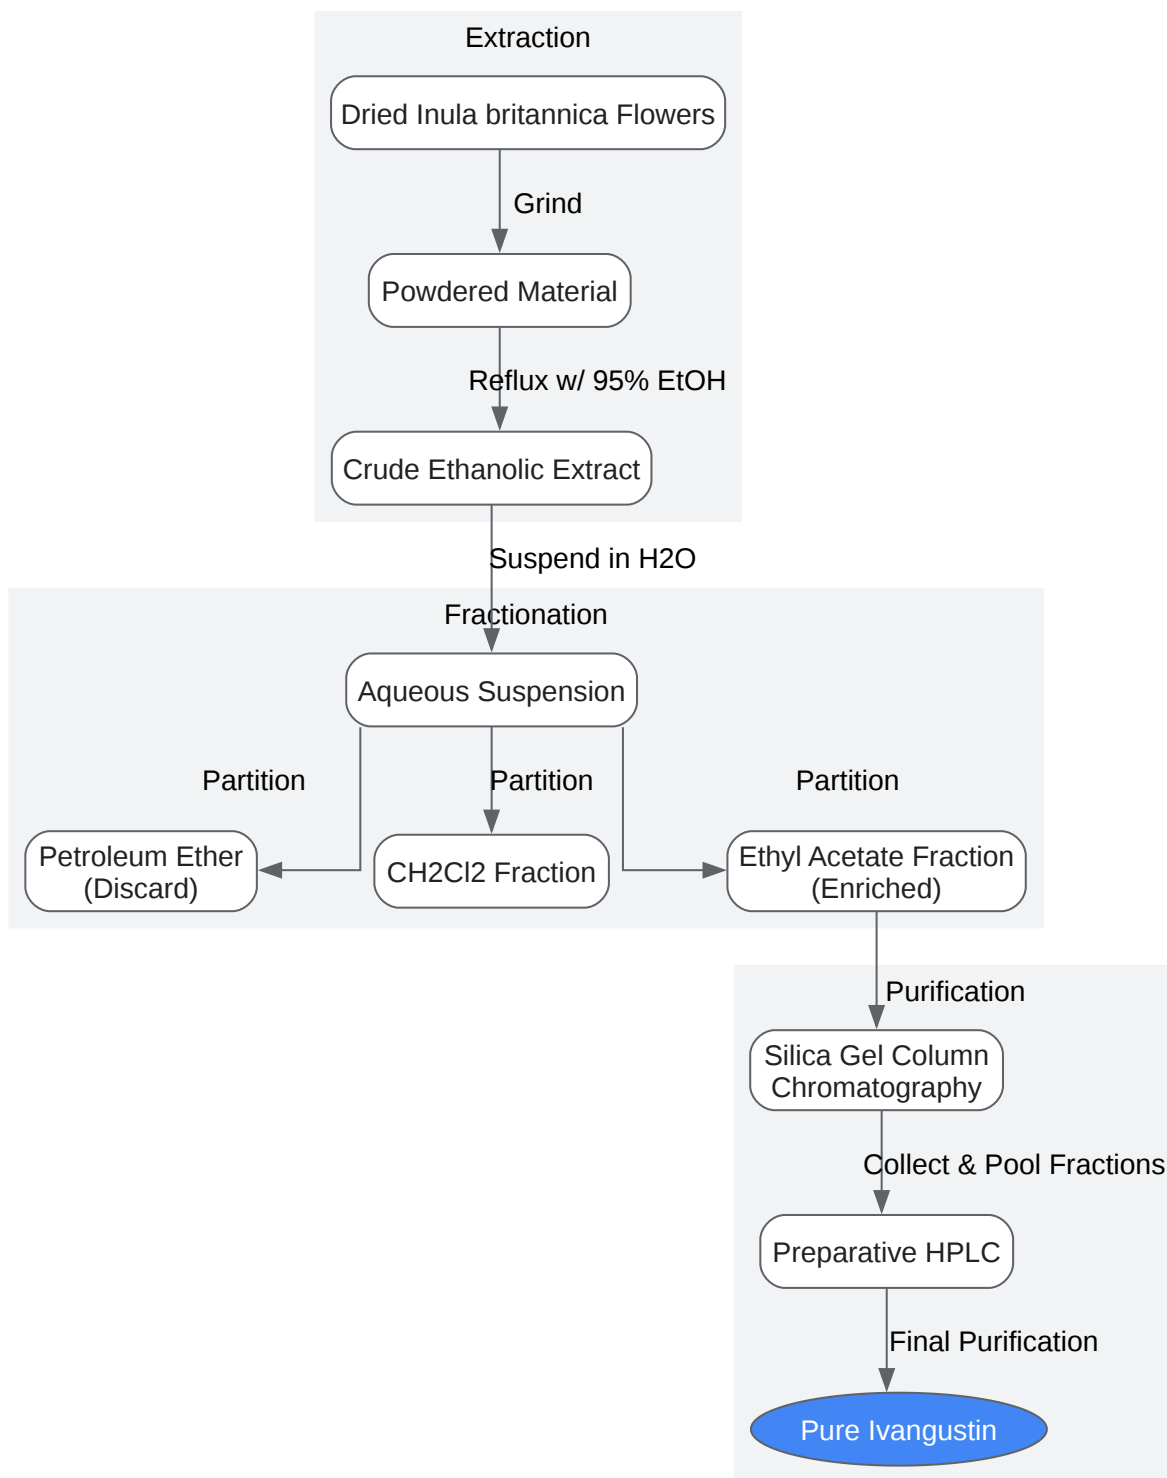 Extraction
Dried Inula britannica Flowers
Grind
Powdered Material
Reflux w/ 95% EtOH
Crude Ethanolic Extract
Suspend in H2O
Fractionation
Aqueous Suspension
Partition
Partition
Partition
Petroleum Ether
(Discard)
CH2Cl2 Fraction
Ethyl Acetate Fraction
(Enriched)
Purification
Silica Gel Column
Chromatography
Collect & Pool Fractions
Preparative HPLC
Final Purification
Pure Ivangustin